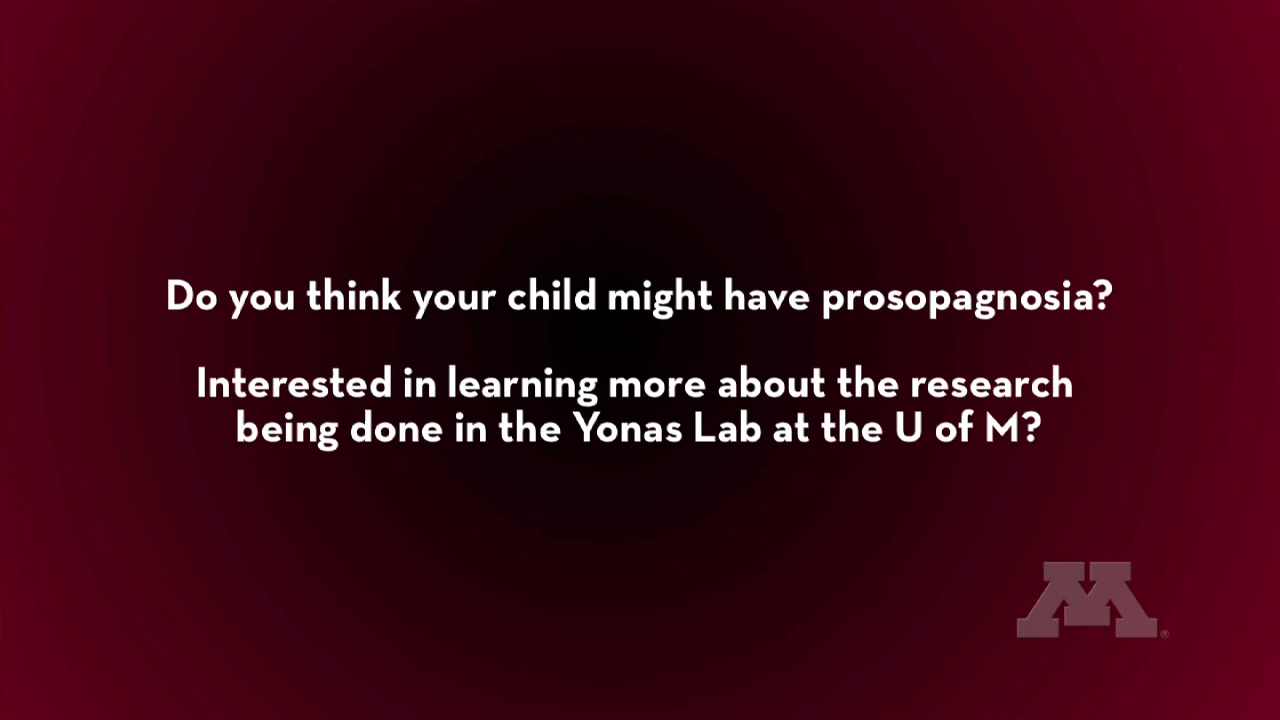 Do you think your child might have prosopagnosia?
Interested in learning more about the research
being done in the Yonas Lab at the U of M?
M®